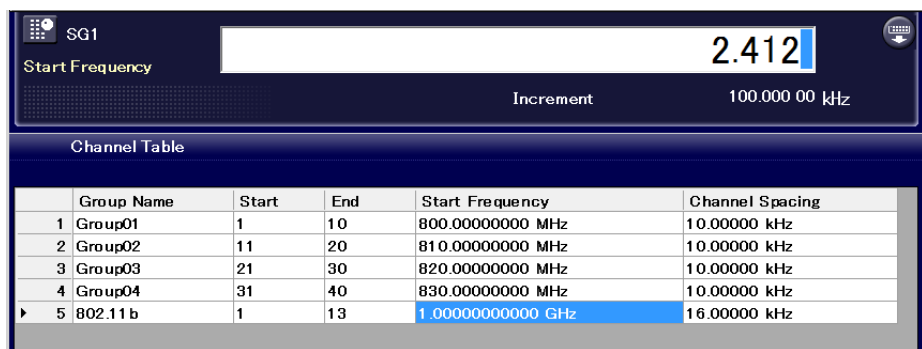 SG1
2.412
Start Frequency
Increment 100.000 00 kHz
Channel Table
Group Name Start End Start Frequency Channel Spacing
1 Group01 1 10 800.00000000 MHz 10.00000 kHz
2 Group02 11 20 810.00000000 MHz 10.00000 kHz
3 Group03 21 30 820.00000000 MHz 10.00000 kHz
4 Group04 31 40 830.00000000 MHz 10.00000 kHz
5 802.11b 1 13 1.00000000000 GHz 16.00000 kHz